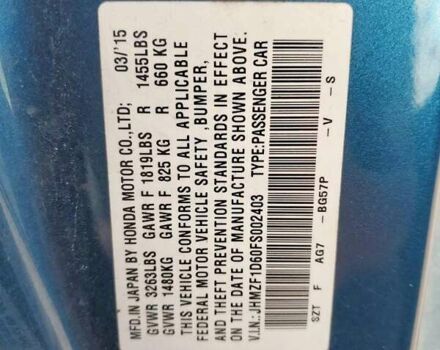 MFD.IN JAPAN BY HONDA MOTOR CO.,LTD; 03/'15
GVWR 3263LBS GAWR F 1819LBS R 1455LBS
GVWR 1480KG GAWR F 825 KG R 660 KG
THIS VEHICLE CONFORMS TO ALL APPLICABLE
FEDERAL MOTOR VEHICLE SAFETY ,BUMPER,
AND THEFT PREVENTION STANDARDS IN EFFECT
ON THE DATE OF MANUFACTURE SHOWN ABOVE.
V.I.N.: JHMZF1D60FS002403 TYPE:PASSENGER CAR
SZT F AG7 -BG57P -V -S